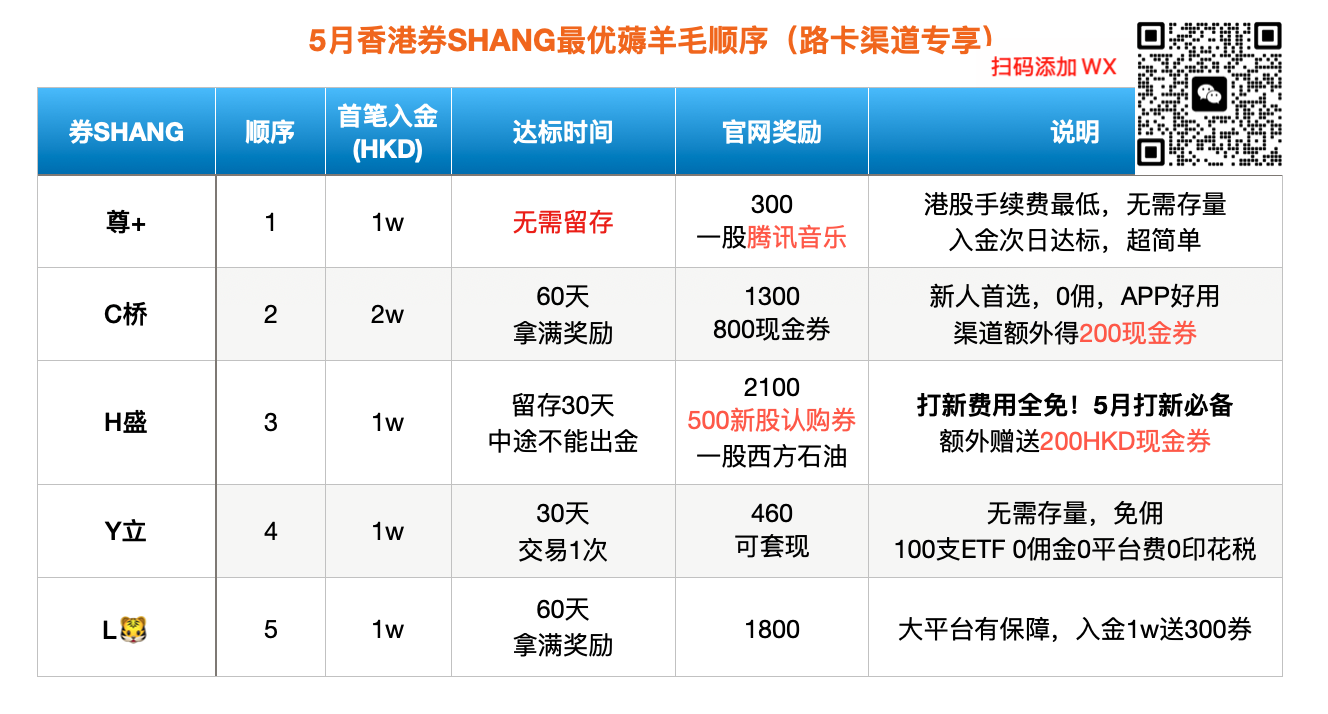 5月香港券SHANG最优薅羊毛顺序（路卡渠道专享）
扫码添加WX
券SHANG 顺序 首笔入金 (HKD) 达标时间 官网奖励 说明
尊+ 1 1w 无需留存 300 一股腾讯音乐 港股手续费最低，无需存量 入金次日达标，超简单
C桥 2 2w 60天 拿满奖励 1300 800现金券 新人首选，0佣，APP好用 渠道额外得200现金券
H盛 3 1w 留存30天 中途不能出金 2100 500新股认购券 一股西方石油 打新费用全免！5月打新必备 额外赠送200HKD现金券
Y立 4 1w 30天 交易1次 460 可套现 无需存量，免佣 100支ETF 0佣金0平台费0印花税
L🐯 5 1w 60天 拿满奖励 1800 大平台有保障，入金1w送300券